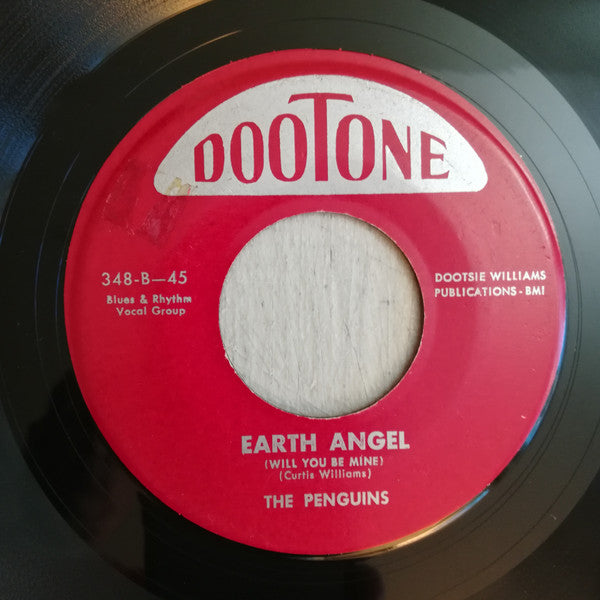 DOOTONE
348-B-45
Blues & Rhythm
Vocal Group
DOOTSIE WILLIAMS
PUBLICATIONS - BMI
EARTH ANGEL
(WILL YOU BE MINE)
(Curtis Williams)
THE PENGUINS